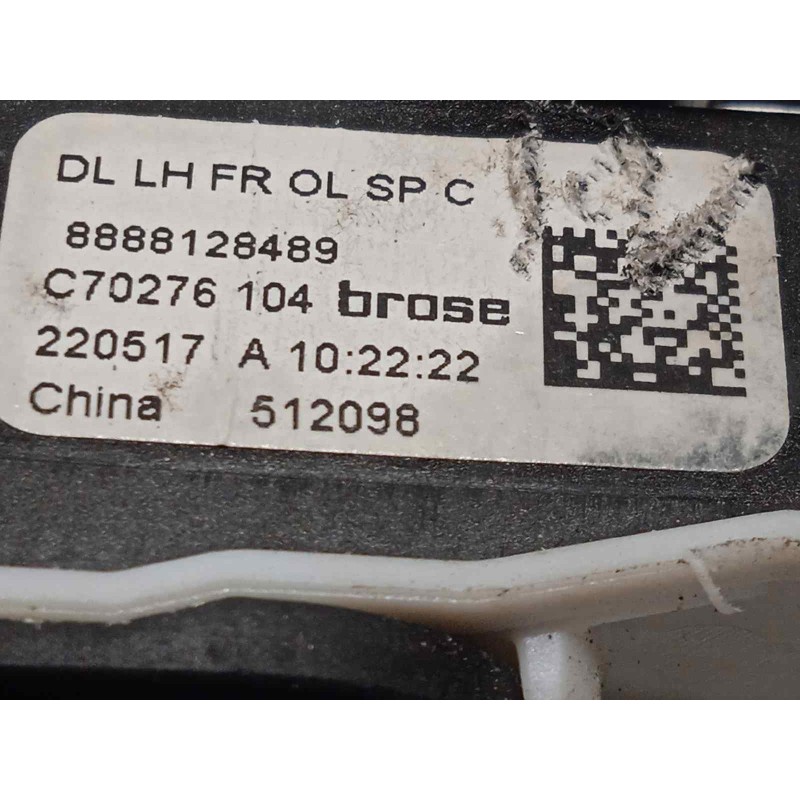 DL LH FR OL SP C
8888128489
C70276 104 brose
220517 A 10:22:22
China 512098